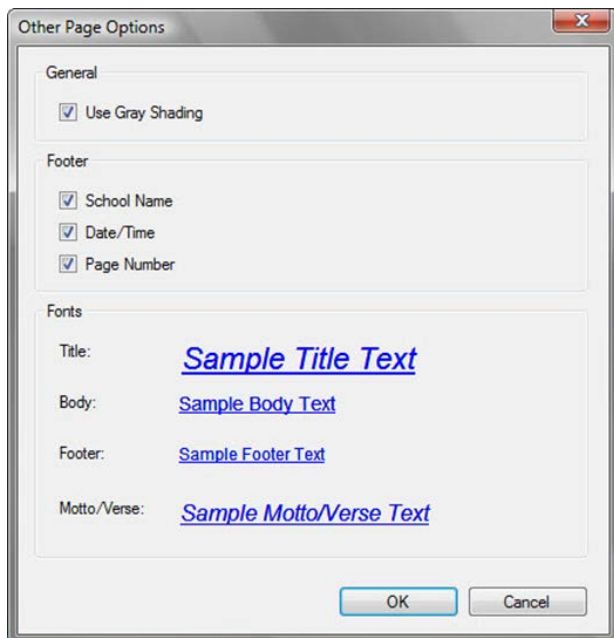 Other Page Options
General
Use Gray Shading
Footer
School Name
Date/Time
Page Number
Fonts
Title: Sample Title Text
Body: Sample Body Text
Footer: Sample Footer Text
Motto/Verse: Sample Motto/Verse Text
OK Cancel